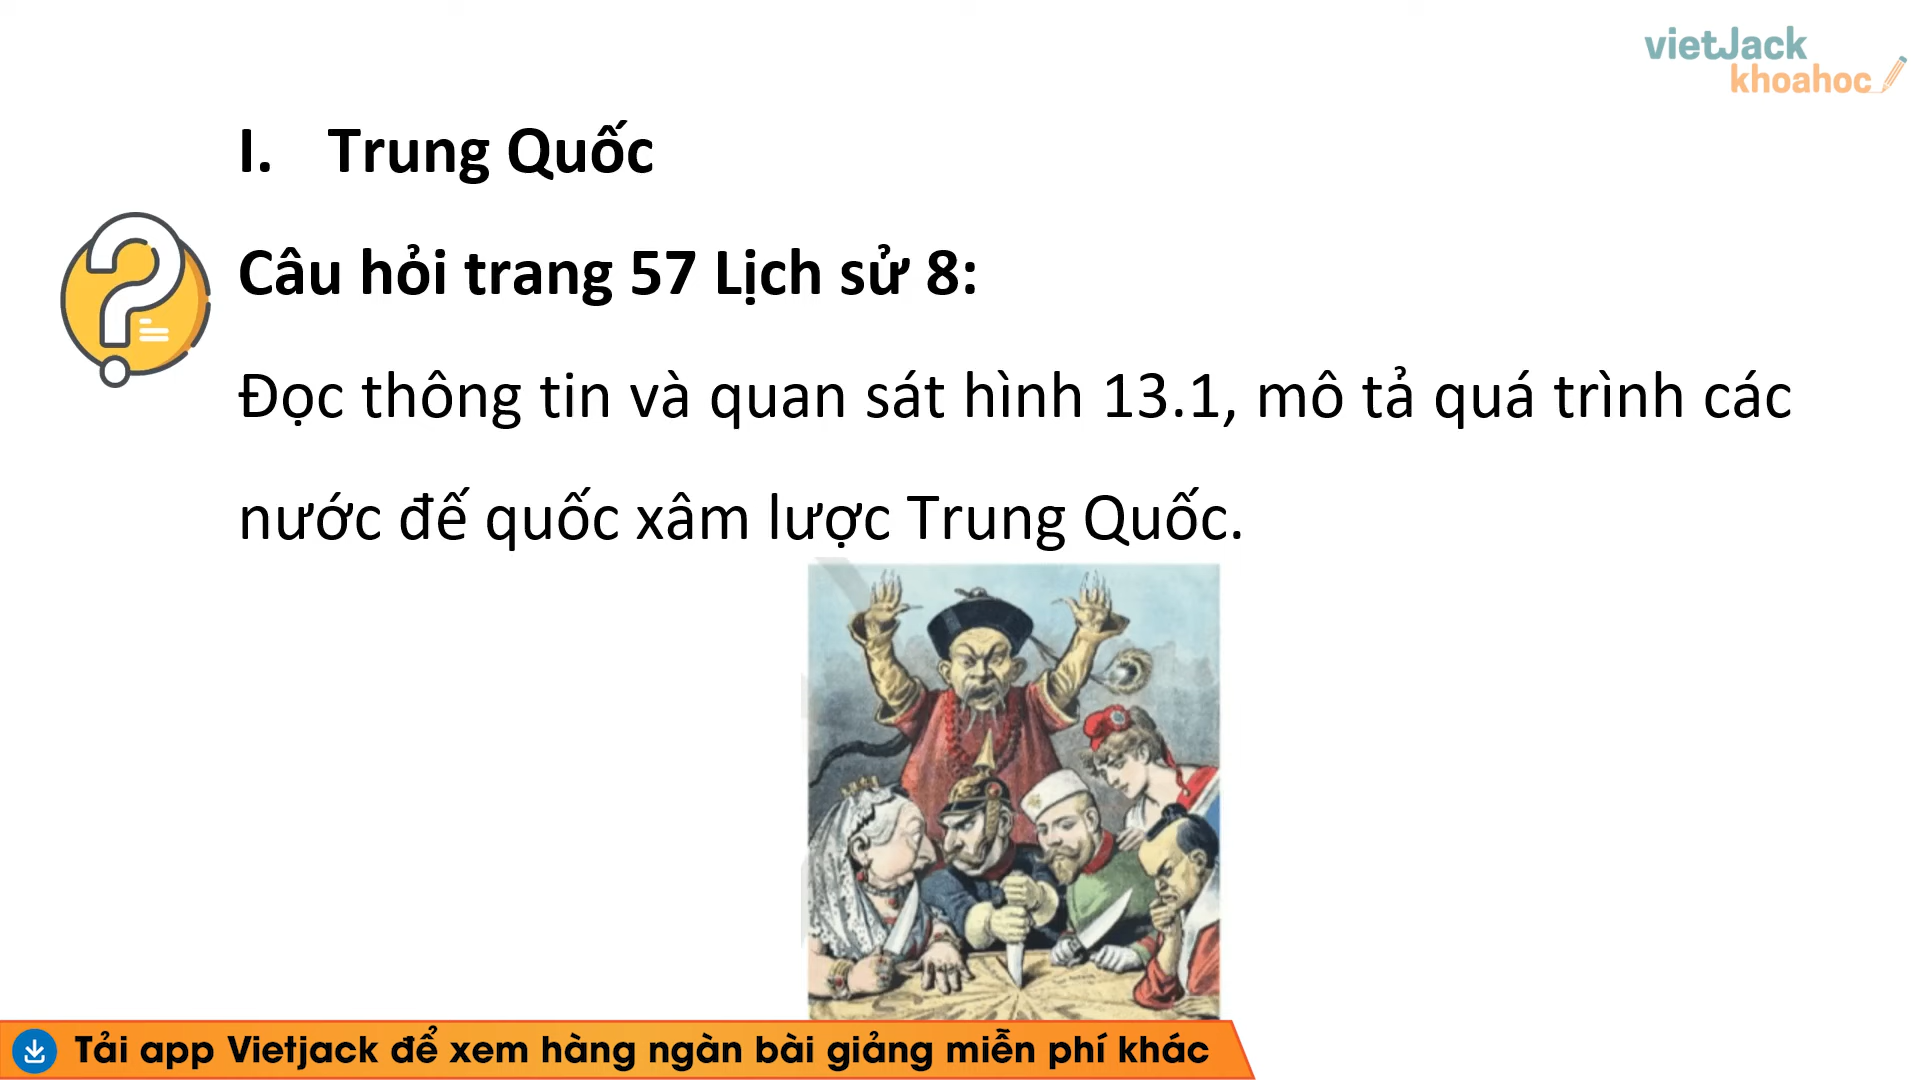 vietJack
khoahoc
I. Trung Quốc
Câu hỏi trang 57 Lịch sử 8:
Đọc thông tin và quan sát hình 13.1, mô tả quá trình các
nước đế quốc xâm lược Trung Quốc.
Tải app Vietjack để xem hàng ngàn bài giảng miễn phí khác